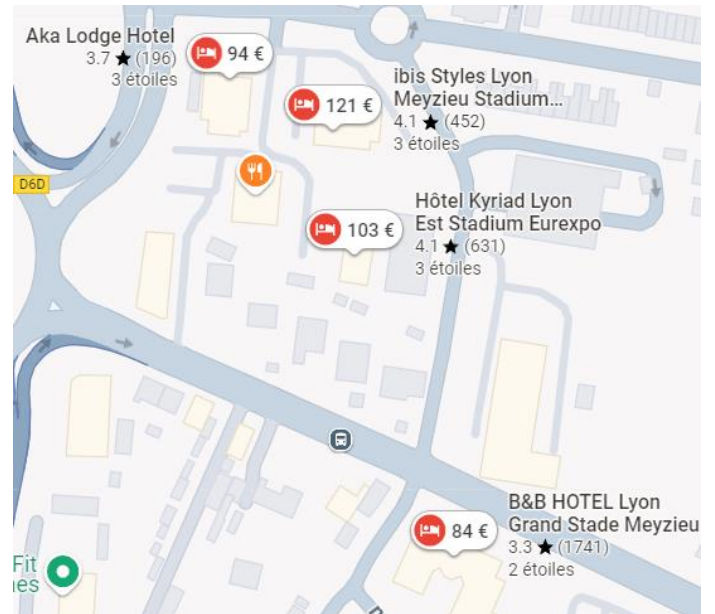 Aka Lodge Hotel
3.7 ★ (196)
3 étoiles
94 €
121 €
ibis Styles Lyon
Meyzieu Stadium...
4.1 ★ (452)
3 étoiles
D6D
103 €
Hôtel Kyriad Lyon
Est Stadium Eurexpo
4.1 ★ (631)
3 étoiles
84 €
B&B HOTEL Lyon
Grand Stade Meyzieu
3.3 ★ (1741)
2 étoiles
Fit